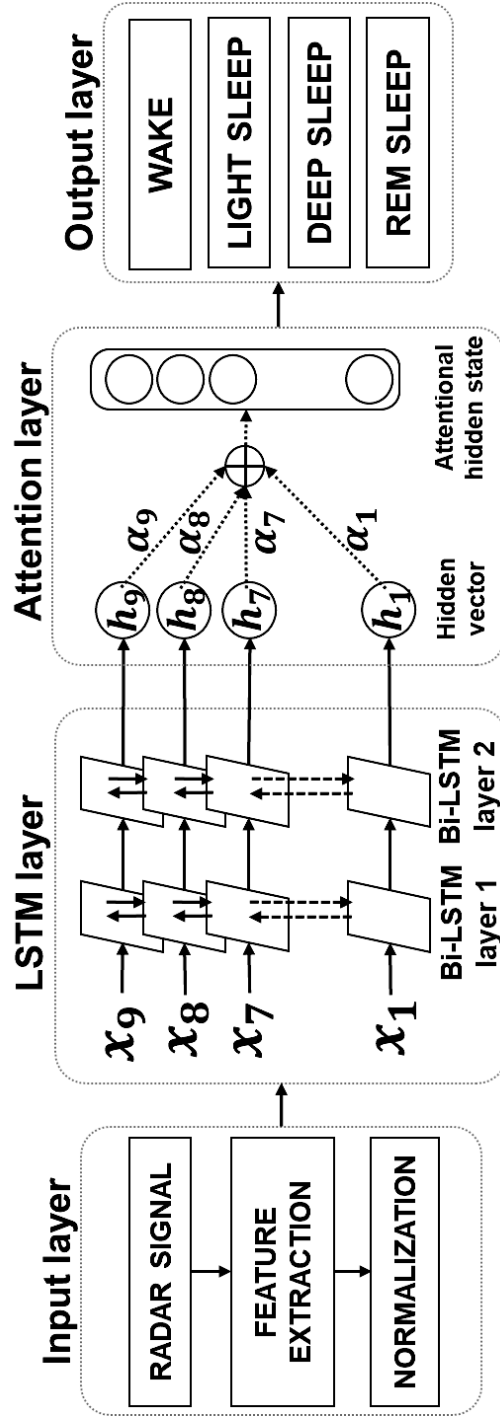 Input layer
RADAR SIGNAL
FEATURE
EXTRACTION
NORMALIZATION
LSTM layer
x₉
x₈
x₇
x₁
Bi-LSTM
layer 1
Bi-LSTM
layer 2
Attention layer
h₉
h₈
h₇
h₁
α₉
α₈
α₇
α₁
Hidden
vector
Attentional
hidden state
Output layer
WAKE
LIGHT SLEEP
DEEP SLEEP
REM SLEEP